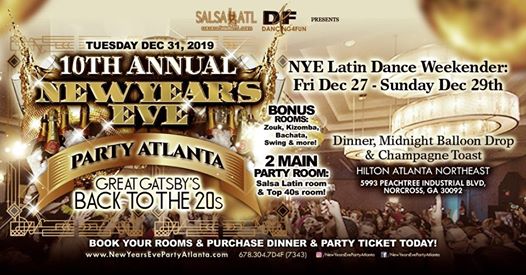 SALSA ATL
DF
DANCING4FUN
PRESENTS
TUESDAY DEC 31, 2019
10TH ANNUAL
NEW YEARS
EVE
PARTY ATLANTA
GREAT GATSBY'S
BACK TO THE 20s
BONUS
ROOMS:
Zouk, Kizomba,
Bachata,
Swing & more!
2 MAIN
PARTY ROOM:
Salsa Latin room
& Top 40s room!
NYE Latin Dance Weekender:
Fri Dec 27 - Sunday Dec 29th
Dinner, Midnight Balloon Drop
& Champagne Toast
HILTON ATLANTA NORTHEAST
5993 PEACHTREE INDUSTRIAL BLVD,
NORCROSS, GA 30092
BOOK YOUR ROOMS & PURCHASE DINNER & PARTY TICKET TODAY!
www.NewYearsEvePartyAtlanta.com 678.304.7D4F (7343) /NewYearsEvePartyAtlanta /NewYearsEvePartyAtlanta